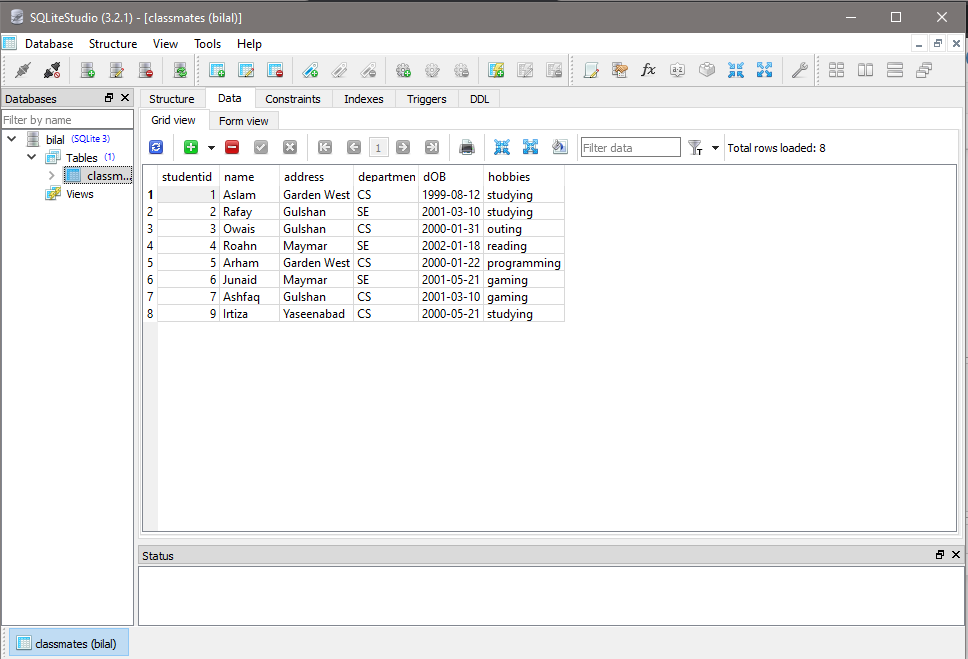 SQLiteStudio (3.2.1) - [classmates (bilal)]
Database Structure View Tools Help
Databases
Filter by name
bilal (SQLite 3)
Tables (1)
classm...
Views
Structure Data Constraints Indexes Triggers DDL
Grid view Form view
1 Filter data Total rows loaded: 8
studentid name address departmen dOB hobbies
1 1 Aslam Garden West CS 1999-08-12 studying
2 2 Rafay Gulshan SE 2001-03-10 studying
3 3 Owais Gulshan CS 2000-01-31 outing
4 4 Roahn Maymar SE 2002-01-18 reading
5 5 Arham Garden West CS 2000-01-22 programming
6 6 Junaid Maymar SE 2001-05-21 gaming
7 7 Ashfaq Gulshan CS 2001-03-10 gaming
8 9 Irtiza Yaseenabad CS 2000-05-21 studying
Status
classmates (bilal)